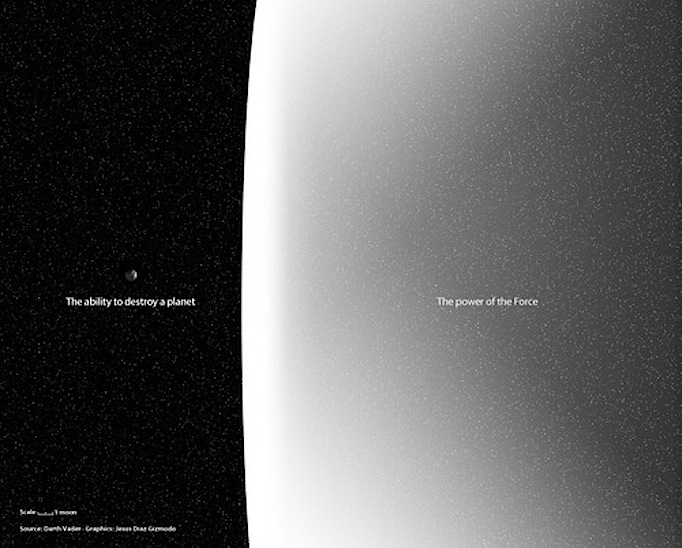 The ability to destroy a planet
The power of the Force
Scale 1 moon
Source: Darth Vader · Graphics: Jesus Diaz Gizmodo